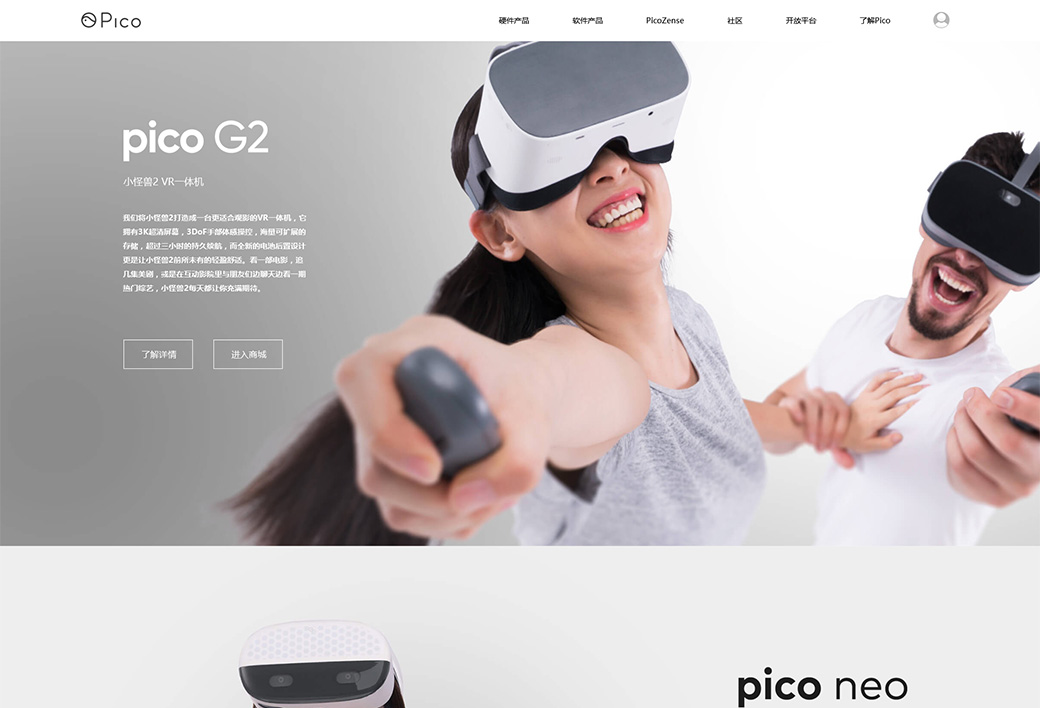 Pico
硬件产品
软件产品
PicoZense
社区
开放平台
了解Pico
pico G2
小怪兽2 VR一体机
我们将小怪兽2打造成一台更适合观影的VR一体机,它
拥有3K超清屏幕,3DoF手部体感操控,海量可扩展的
存储,超过三小时的持久续航,而全新的电池后置设计
更是让小怪兽2前所未有的轻盈舒适。看一部电影,追
几集美剧,或是在互动影院里与朋友们边聊天边看一期
热门综艺,小怪兽2每天都让你充满期待。
了解详情
进入商城
pico neo